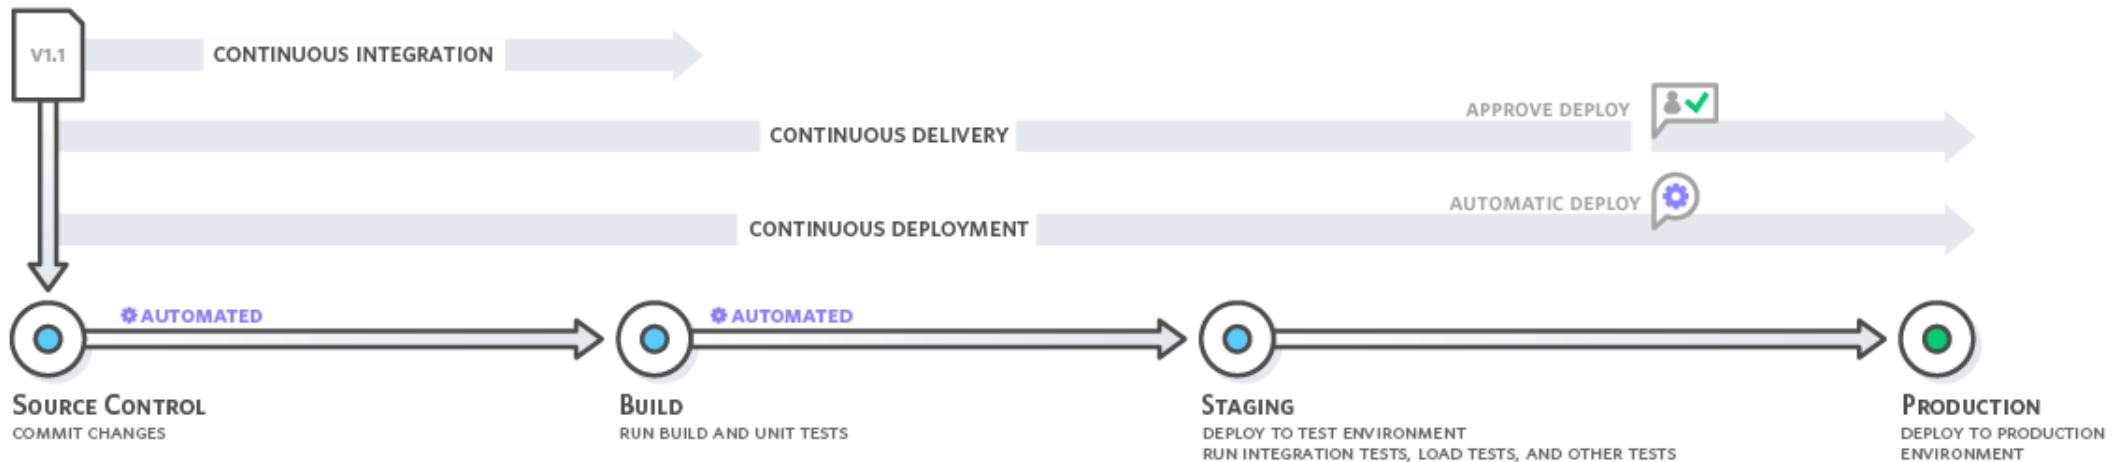 V1.1
CONTINUOUS INTEGRATION
APPROVE DEPLOY
CONTINUOUS DELIVERY
AUTOMATIC DEPLOY
CONTINUOUS DEPLOYMENT
AUTOMATED
AUTOMATED
SOURCE CONTROL
COMMIT CHANGES
BUILD
RUN BUILD AND UNIT TESTS
STAGING
DEPLOY TO TEST ENVIRONMENT
RUN INTEGRATION TESTS, LOAD TESTS, AND OTHER TESTS
PRODUCTION
DEPLOY TO PRODUCTION
ENVIRONMENT